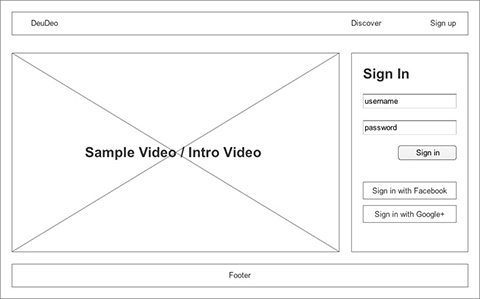 DeuDeo
Discover
Sign up
Sample Video / Intro Video
Sign In
username
password
Sign in
Sign in with Facebook
Sign in with Google+
Footer